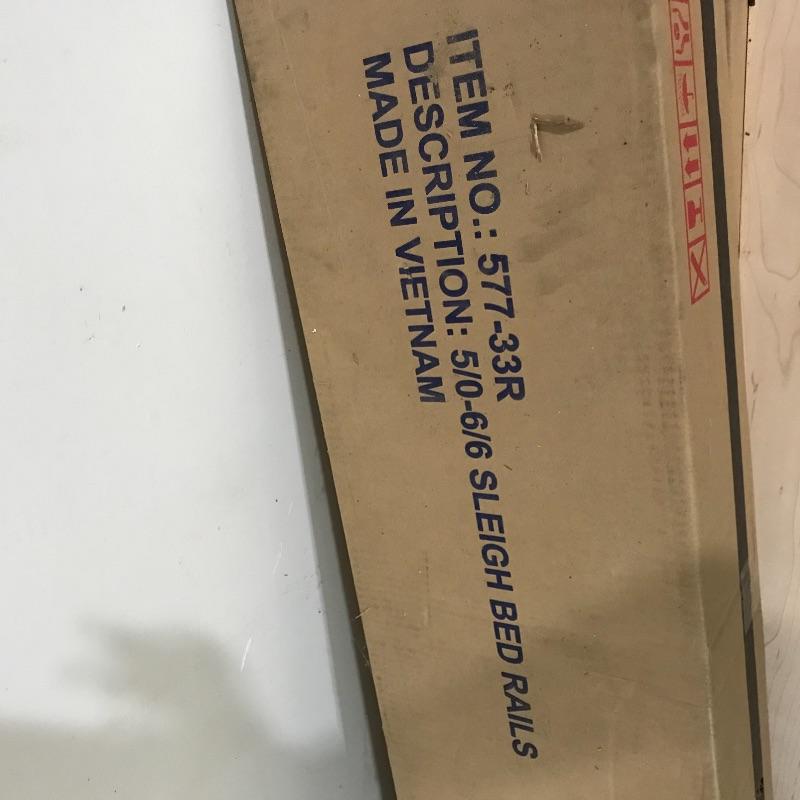 ITEM NO.: 577-33R
DESCRIPTION: 5/0-6/6 SLEIGH BED RAILS
MADE IN VIETNAM